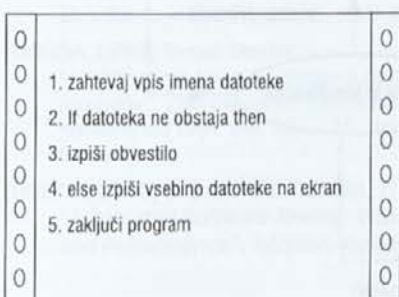 1. zahtevaj vpis imena datoteke
2. If datoteka ne obstaja then
3. izpiši obvestilo
4. else izpiši vsebino datoteke na ekran
5. zaključi program